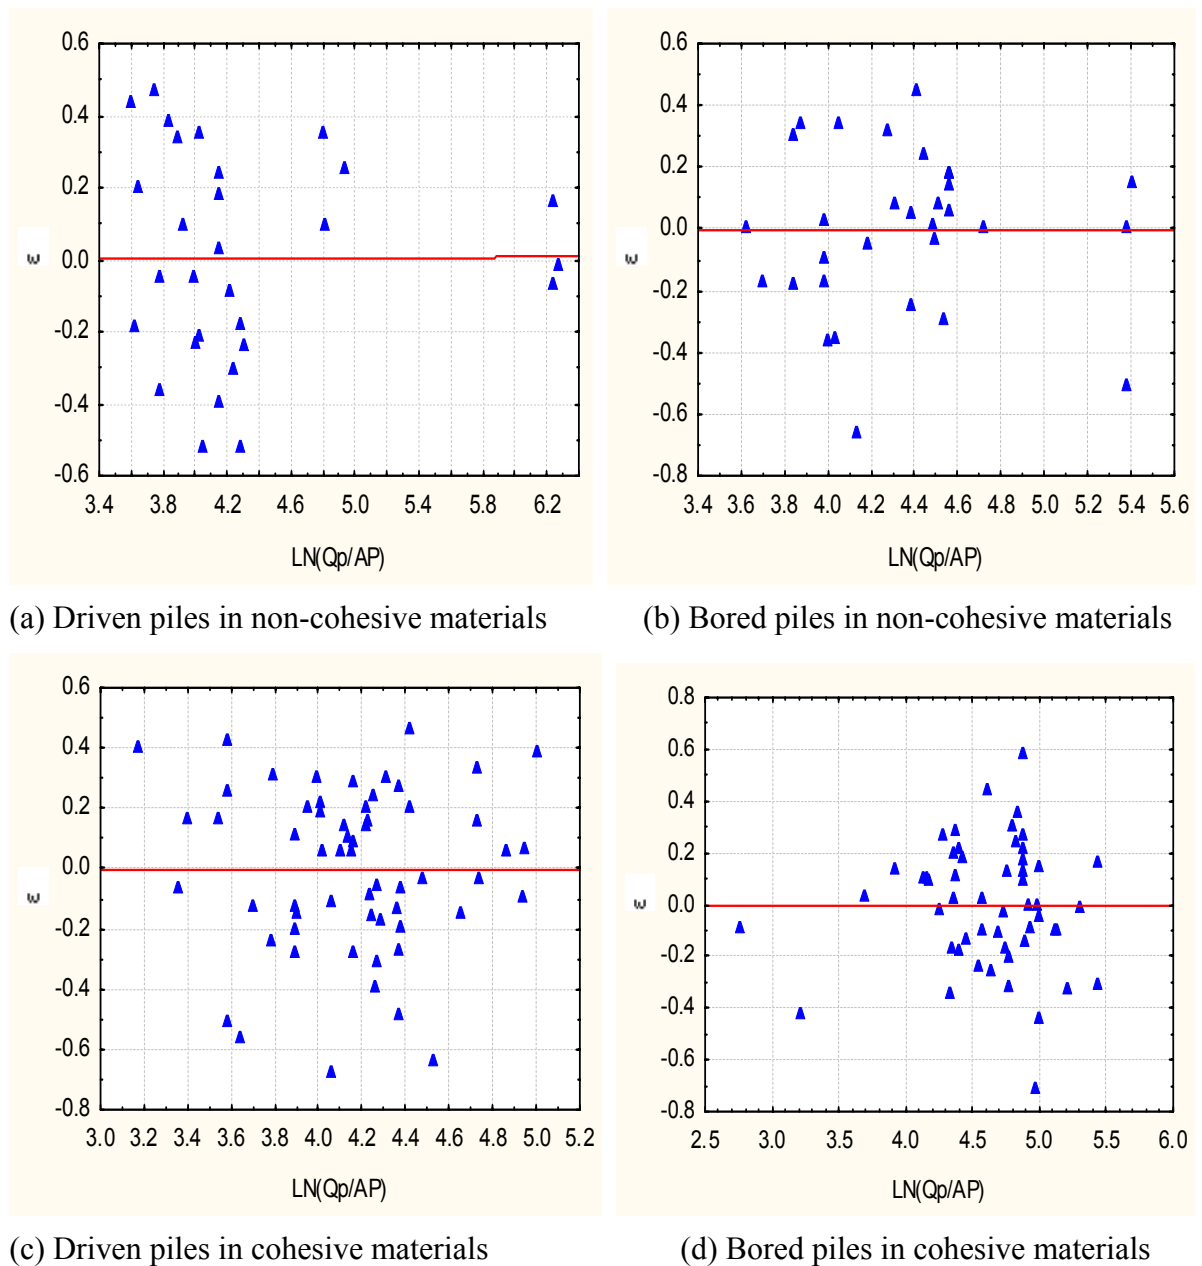 0.6
0.4
0.2
0.0
-0.2
-0.4
-0.6
ε
3.4 3.8 4.2 4.6 5.0 5.4 5.8 6.2
LN(Qp/AP)
0.6
0.4
0.2
0.0
-0.2
-0.4
-0.6
-0.8
ε
3.4 3.6 3.8 4.0 4.2 4.4 4.6 4.8 5.0 5.2 5.4 5.6
LN(Qp/AP)
(a) Driven piles in non-cohesive materials
(b) Bored piles in non-cohesive materials
0.6
0.4
0.2
0.0
-0.2
-0.4
-0.6
-0.8
ε
3.0 3.2 3.4 3.6 3.8 4.0 4.2 4.4 4.6 4.8 5.0 5.2
LN(Qp/AP)
0.8
0.6
0.4
0.2
0.0
-0.2
-0.4
-0.6
-0.8
ε
2.5 3.0 3.5 4.0 4.5 5.0 5.5 6.0
LN(Qp/AP)
(c) Driven piles in cohesive materials
(d) Bored piles in cohesive materials